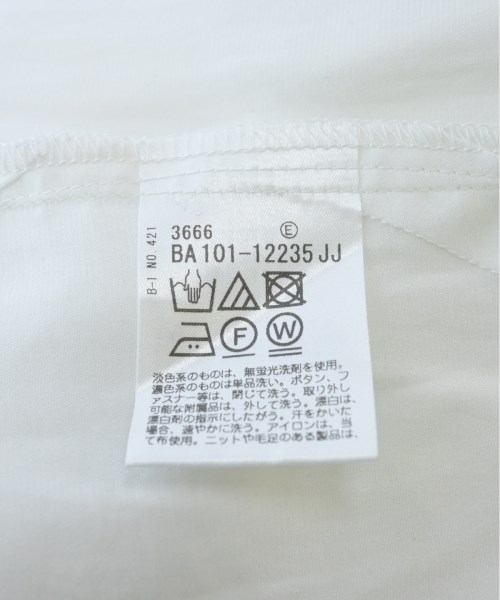 B-1 NO.421
3666 Ⓔ
BA101-12235JJ
F
W
淡色系のものは、無蛍光洗剤を使用。
濃色系のものは単品洗い。ボタン、フ
ァスナー等は、閉じて洗う。取り外し
可能な附属品は、外して洗う。漂白は、
漂白剤の指示にしたがう。汗をかいた
場合、速やかに洗う。アイロンは、当
て布使用。ニットや毛足のある製品は、